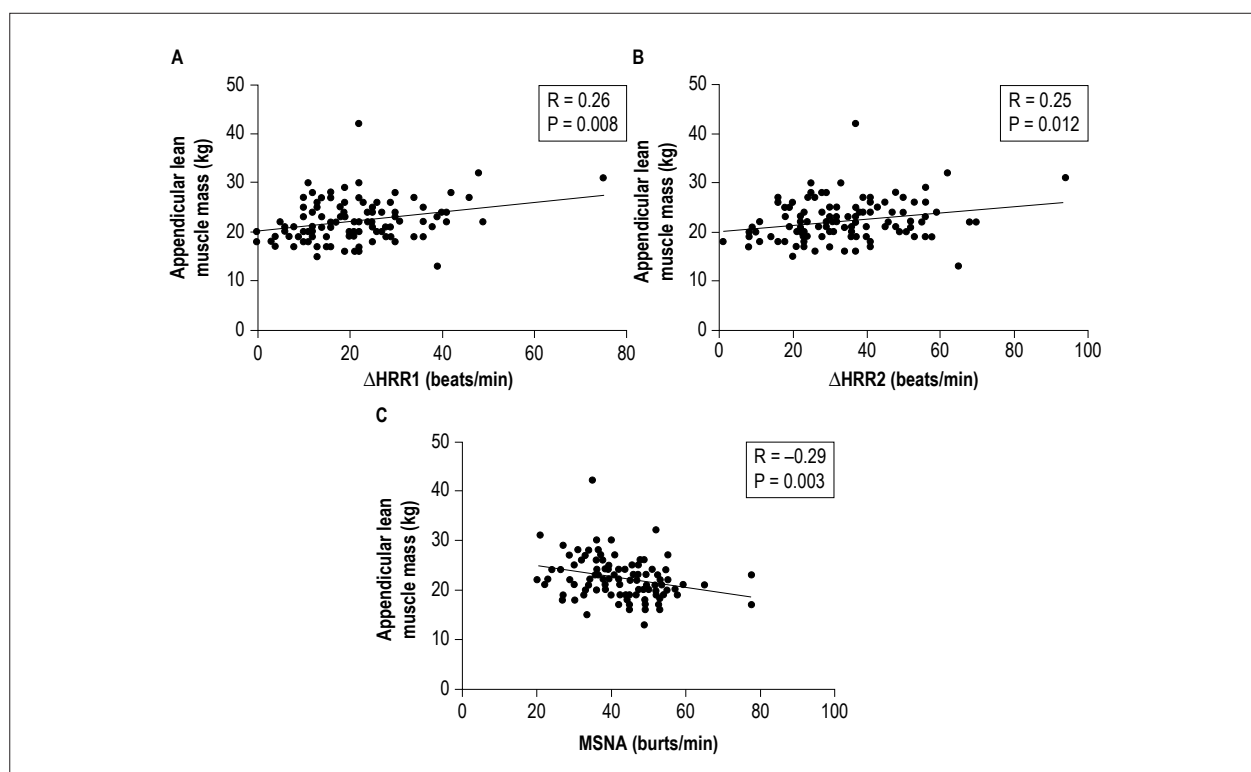 A
50
40
30
20
10
0
Appendicular lean
muscle mass (kg)
R = 0.26
P = 0.008
0
20
40
60
80
ΔHRR1 (beats/min)
B
50
40
30
20
10
0
Appendicular lean
muscle mass (kg)
R = 0.25
P = 0.012
0
20
40
60
80
100
ΔHRR2 (beats/min)
C
50
40
30
20
10
0
Appendicular lean
muscle mass (kg)
R = –0.29
P = 0.003
0
20
40
60
80
100
MSNA (burts/min)